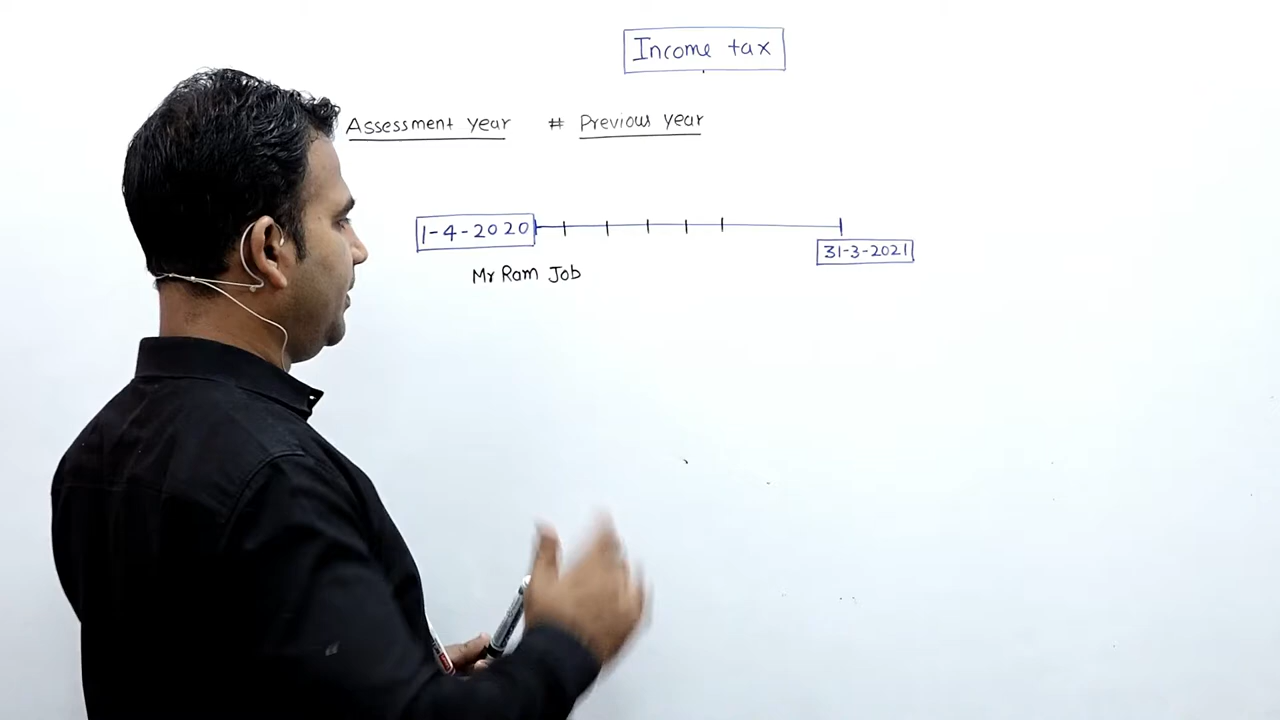 Income tax
Assessment year # Previous year
1-4-2020
31-3-2021
Mr Ram Job